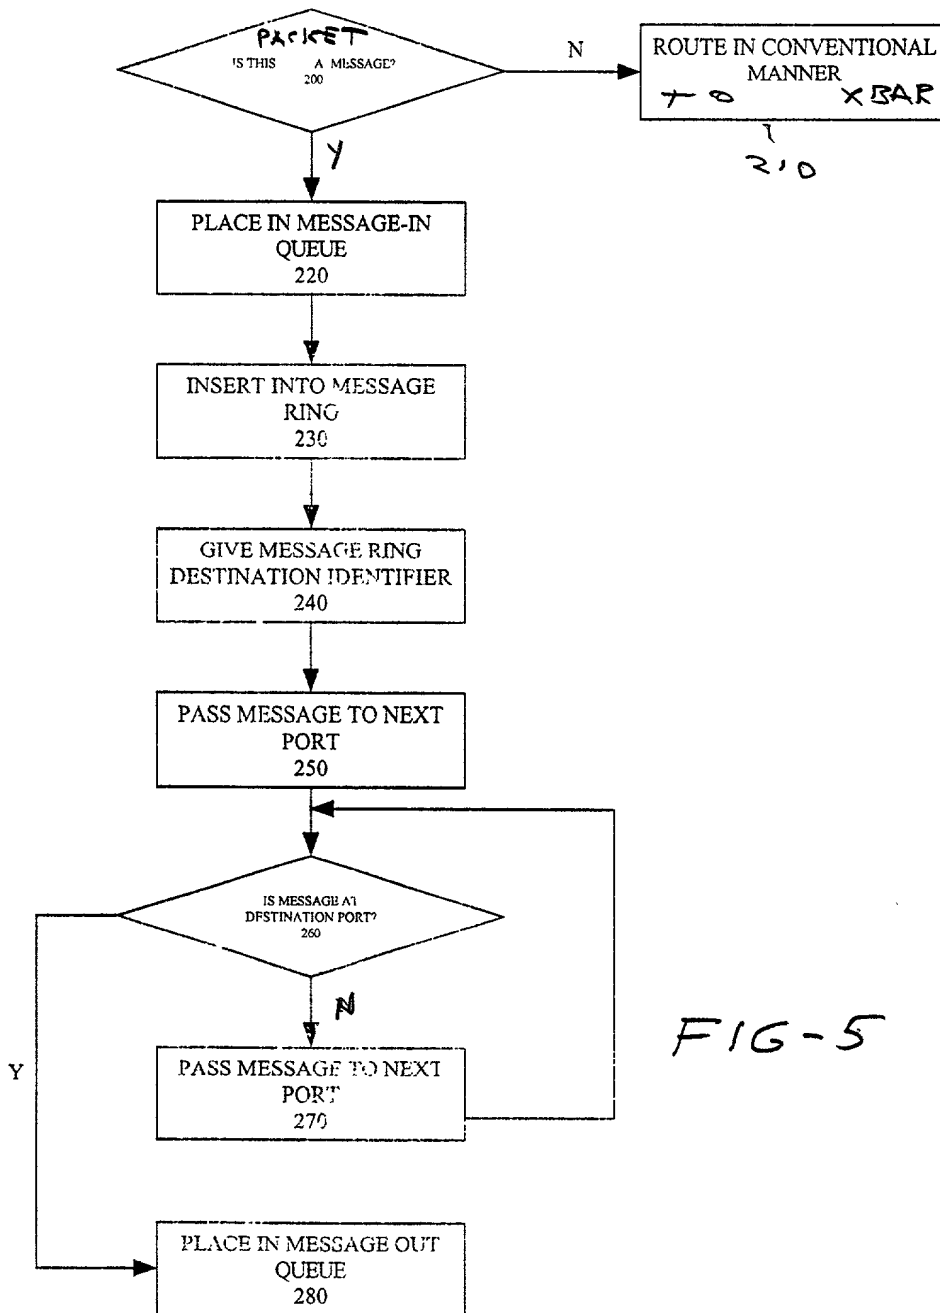 PACKET
IS THIS A MESSAGE?
200
N
ROUTE IN CONVENTIONAL
MANNER
TO XBAR
210
Y
PLACE IN MESSAGE-IN
QUEUE
220
INSERT INTO MESSAGE
RING
230
GIVE MESSAGE RING
DESTINATION IDENTIFIER
240
PASS MESSAGE TO NEXT
PORT
250
IS MESSAGE AT
DESTINATION PORT?
260
N
Y
PASS MESSAGE TO NEXT
PORT
270
FIG-5
PLACE IN MESSAGE OUT
QUEUE
280